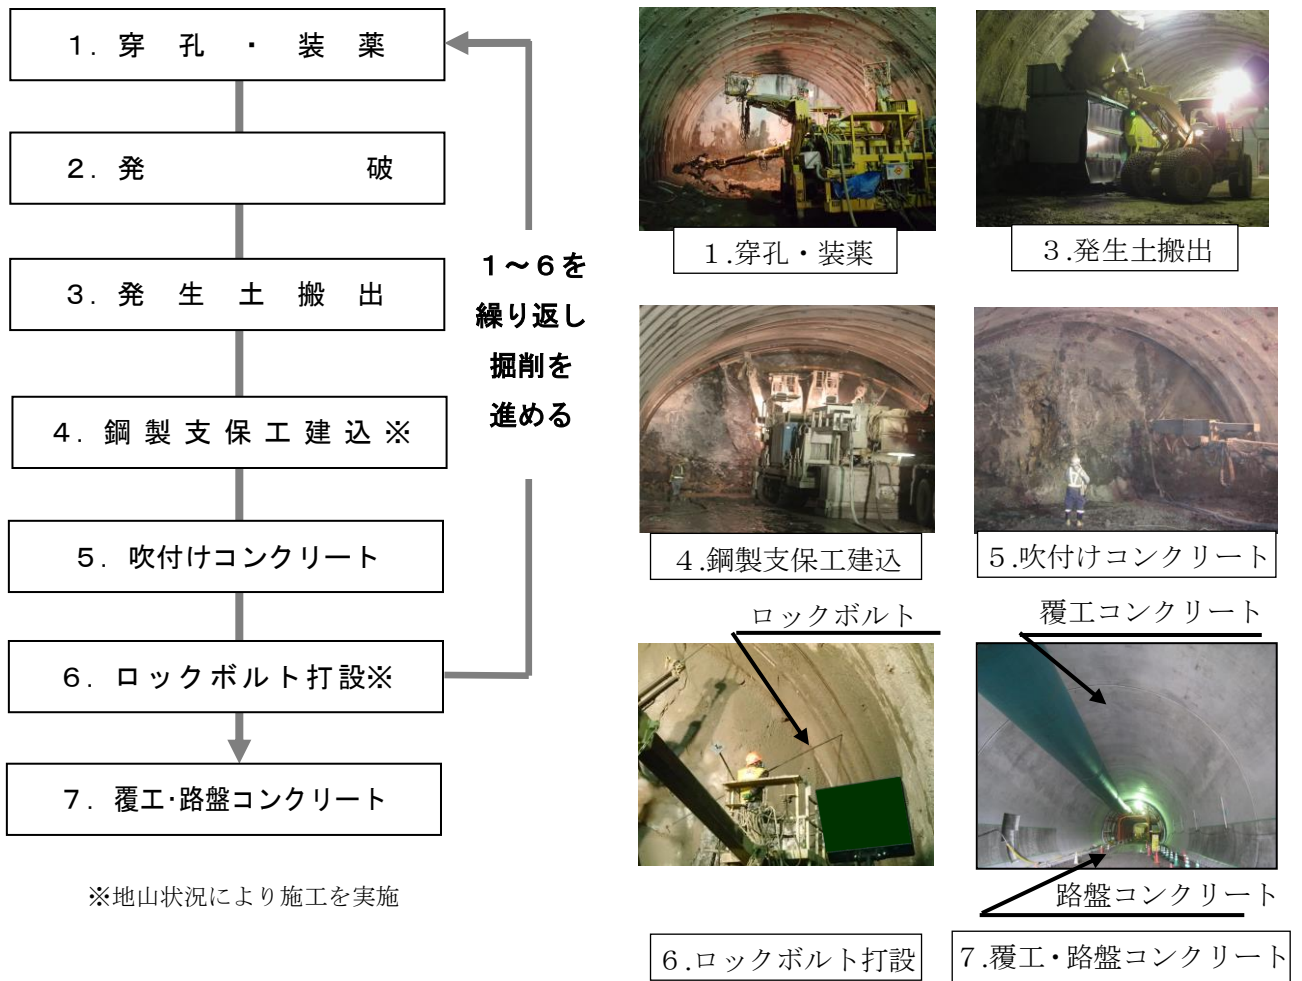 1．穿孔・装薬
2．発破
3．発生土搬出
4．鋼製支保工建込※
5．吹付けコンクリート
6．ロックボルト打設※
7．覆工・路盤コンクリート
※地山状況により施工を実施
1～6を
繰り返し
掘削を
進める
1.穿孔・装薬
3.発生土搬出
4.鋼製支保工建込
5.吹付けコンクリート
ロックボルト
覆工コンクリート
路盤コンクリート
6.ロックボルト打設
7.覆工・路盤コンクリート